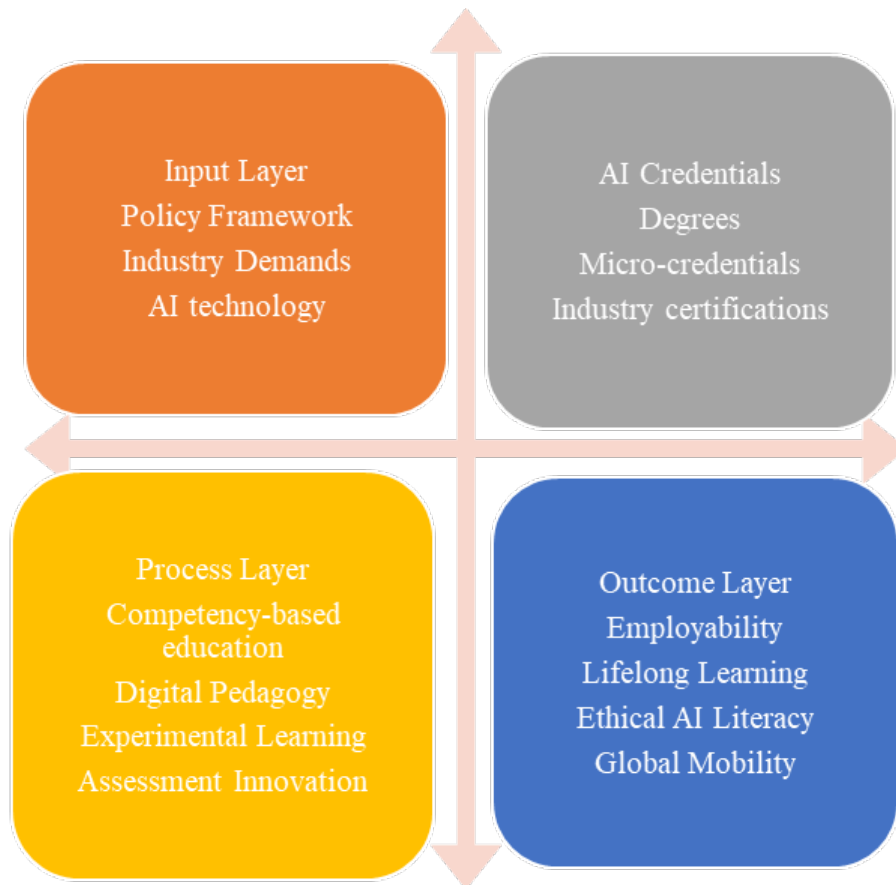 Input Layer
Policy Framework
Industry Demands
AI technology
AI Credentials
Degrees
Micro-credentials
Industry certifications
Process Layer
Competency-based
education
Digital Pedagogy
Experimental Learning
Assessment Innovation
Outcome Layer
Employability
Lifelong Learning
Ethical AI Literacy
Global Mobility